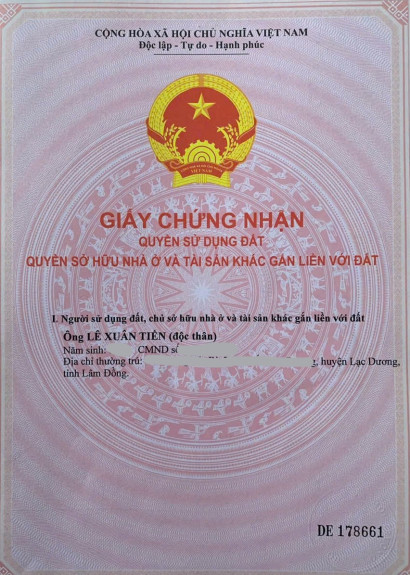 CỘNG HÒA XÃ HỘI CHỦ NGHĨA VIỆT NAM
Độc lập - Tự do - Hạnh phúc
VIỆT NAM
GIẤY CHỨNG NHẬN
QUYỀN SỬ DỤNG ĐẤT
QUYỀN SỞ HỮU NHÀ Ở VÀ TÀI SẢN KHÁC GẮN LIỀN VỚI ĐẤT
I. Người sử dụng đất, chủ sở hữu nhà ở và tài sản khác gắn liền với đất
Ông LÊ XUÂN TIẾN (độc thân)
Năm sinh: CMND số
Địa chỉ thường trú: , huyện Lạc Dương,
tỉnh Lâm Đồng.
DE 178661